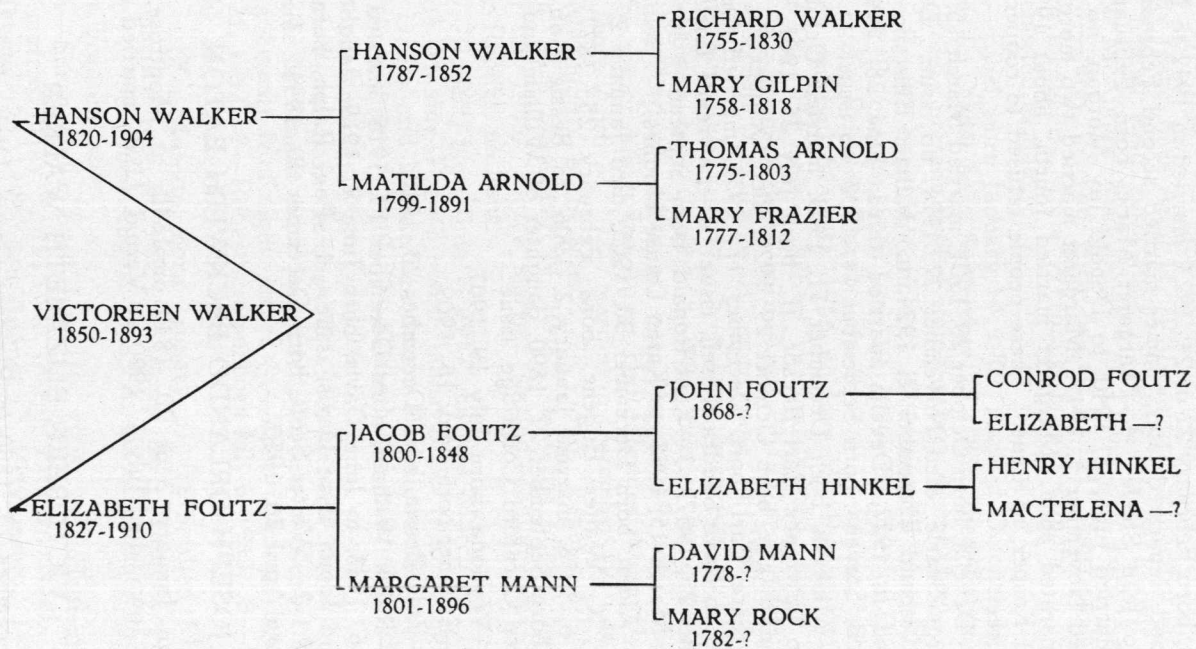 RICHARD WALKER
1755-1830
HANSON WALKER
1787-1852
MARY GILPIN
1758-1818
HANSON WALKER
1820-1904
THOMAS ARNOLD
1775-1803
MATILDA ARNOLD
1799-1891
MARY FRAZIER
1777-1812
VICTOREEN WALKER
1850-1893
JOHN FOUTZ
1868-?
CONROD FOUTZ
ELIZABETH —?
JACOB FOUTZ
1800-1848
ELIZABETH HINKEL
HENRY HINKEL
MACTELENA —?
ELIZABETH FOUTZ
1827-1910
DAVID MANN
1778-?
MARGARET MANN
1801-1896
MARY ROCK
1782-?